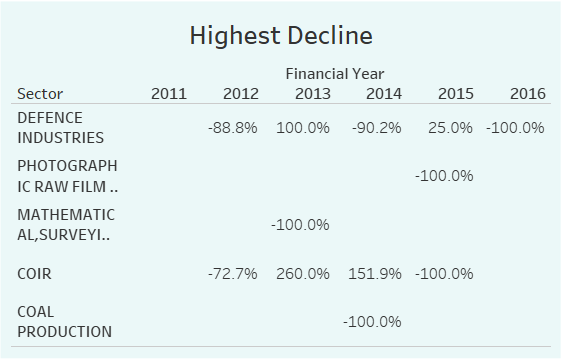 Highest Decline
Financial Year
Sector 2011 2012 2013 2014 2015 2016
DEFENCE
INDUSTRIES -88.8% 100.0% -90.2% 25.0% -100.0%
PHOTOGRAPH
IC RAW FILM .. -100.0%
MATHEMATIC
AL,SURVEYI.. -100.0%
COIR -72.7% 260.0% 151.9% -100.0%
COAL
PRODUCTION -100.0%